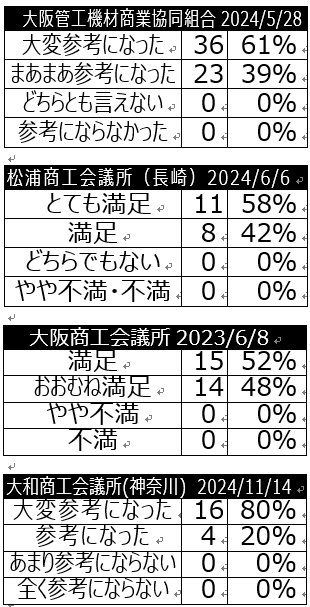 大阪管工機材商業協同組合 2024/5/28
大変参考になった 36 61%
まあまあ参考になった 23 39%
どちらとも言えない 0 0%
参考にならなかった 0 0%
松浦商工会議所（長崎）2024/6/6
とても満足 11 58%
満足 8 42%
どちらでもない 0 0%
やや不満・不満 0 0%
大阪商工会議所 2023/6/8
満足 15 52%
おおむね満足 14 48%
やや不満 0 0%
不満 0 0%
大和商工会議所(神奈川) 2024/11/14
大変参考になった 16 80%
参考になった 4 20%
あまり参考にならない 0 0%
全く参考にならない 0 0%